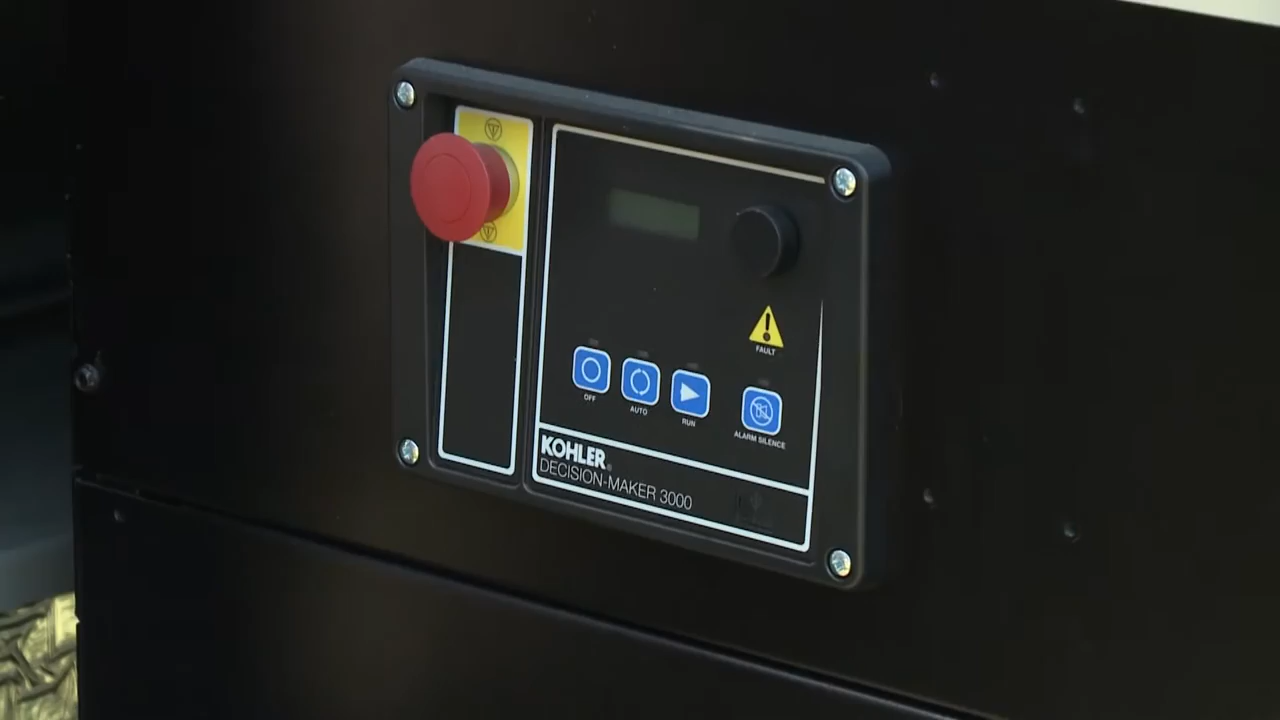 FAULT
OFF
AUTO
RUN
ALARM SILENCE
KOHLER®
DECISION-MAKER 3000